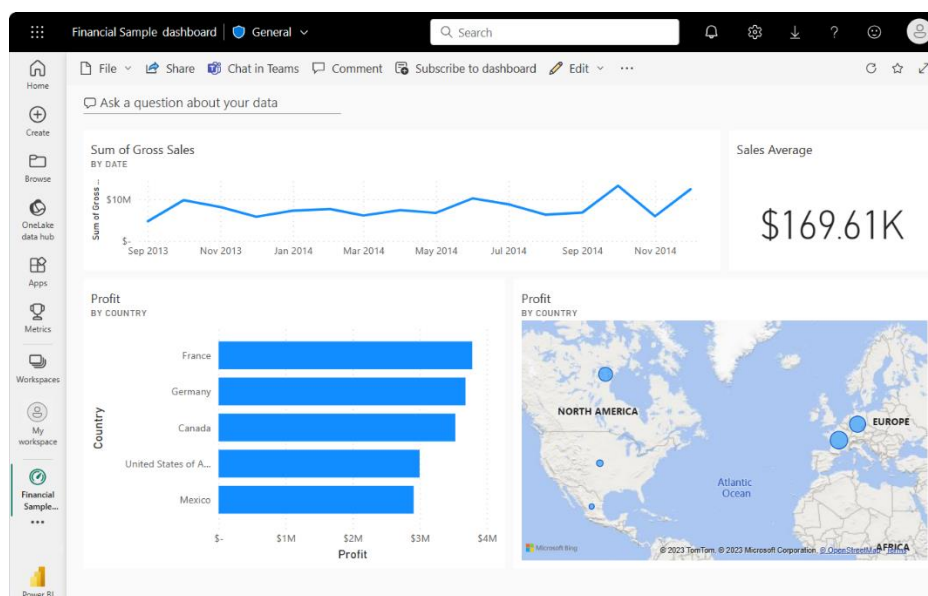 Financial Sample dashboard
General
Search
File
Share
Chat in Teams
Comment
Subscribe to dashboard
Edit
Home
Create
Browse
OneLake
data hub
Apps
Metrics
Workspaces
My
workspace
Financial
Sample...
Power BI
Ask a question about your data
Sum of Gross Sales
BY DATE
Sum of Gross ...
$10M
$-
Sep 2013
Nov 2013
Jan 2014
Mar 2014
May 2014
Jul 2014
Sep 2014
Nov 2014
Sales Average
$169.61K
Profit
BY COUNTRY
Country
France
Germany
Canada
United States of A...
Mexico
$-
$1M
$2M
$3M
$4M
Profit
Profit
BY COUNTRY
NORTH AMERICA
EUROPE
Atlantic
Ocean
AFRICA
Microsoft Bing
© 2023 TomTom, © 2023 Microsoft Corporation, © OpenStreetMap Terms